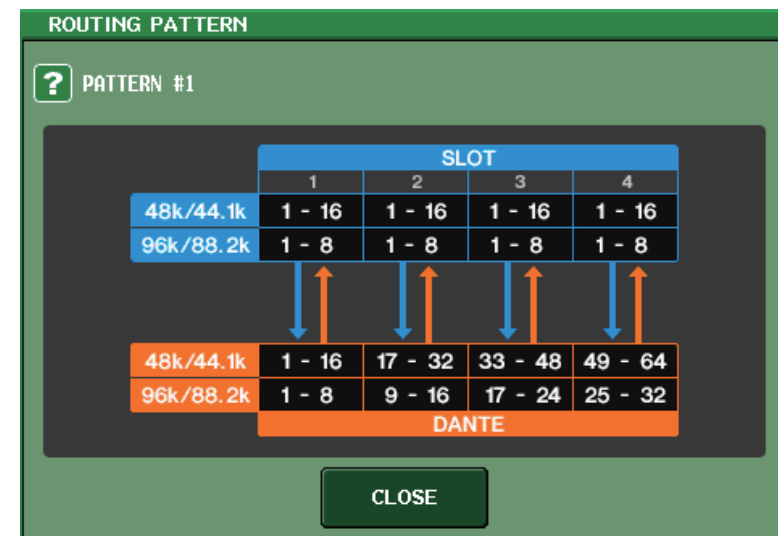 ROUTING PATTERN
? PATTERN #1
SLOT
1 2 3 4
48k/44.1k 1 - 16 1 - 16 1 - 16 1 - 16
96k/88.2k 1 - 8 1 - 8 1 - 8 1 - 8
48k/44.1k 1 - 16 17 - 32 33 - 48 49 - 64
96k/88.2k 1 - 8 9 - 16 17 - 24 25 - 32
DANTE
CLOSE